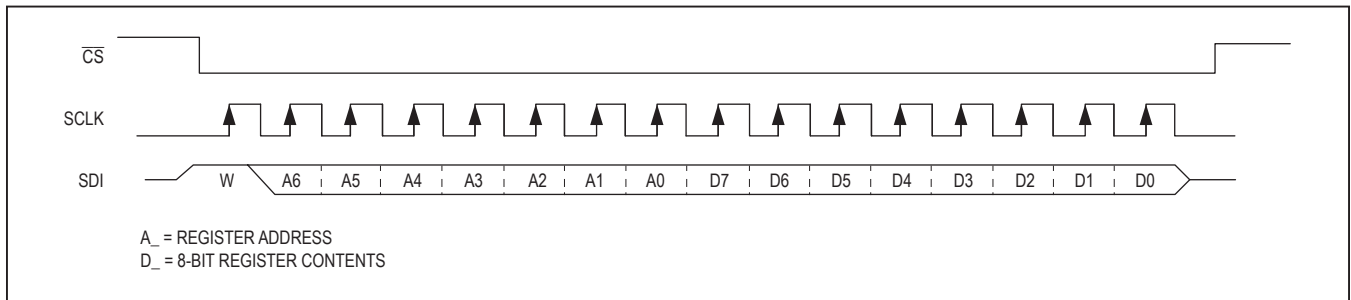 C̅S̅
SCLK
SDI W A6 A5 A4 A3 A2 A1 A0 D7 D6 D5 D4 D3 D2 D1 D0
A_ = REGISTER ADDRESS
D_ = 8-BIT REGISTER CONTENTS